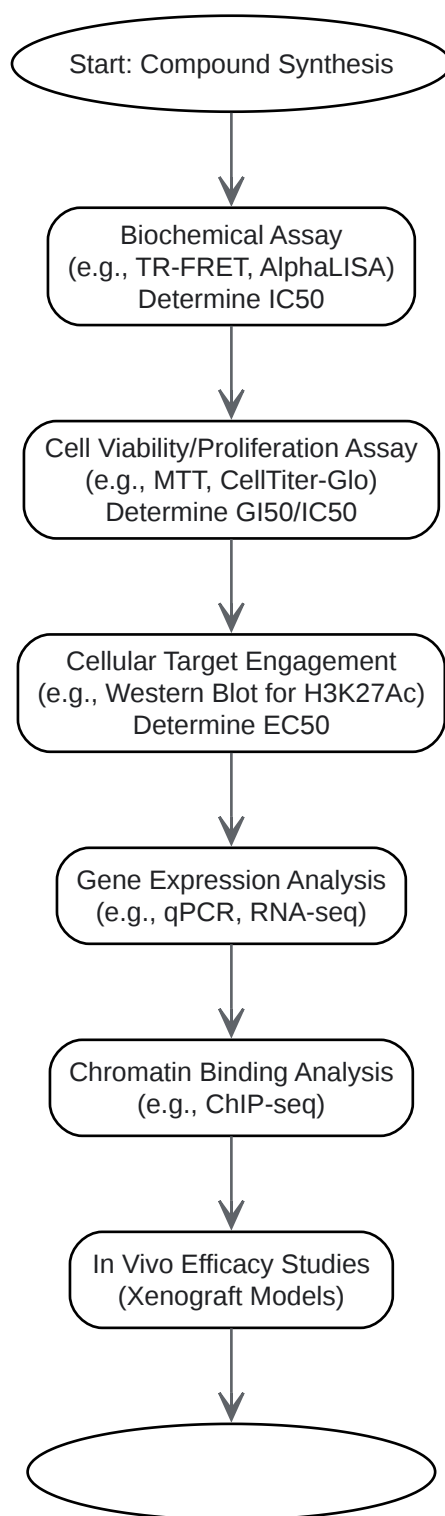 Start: Compound Synthesis
Biochemical Assay
(e.g., TR-FRET, AlphaLISA)
Determine IC50
Cell Viability/Proliferation Assay
(e.g., MTT, CellTiter-Glo)
Determine GI50/IC50
Cellular Target Engagement
(e.g., Western Blot for H3K27Ac)
Determine EC50
Gene Expression Analysis
(e.g., qPCR, RNA-seq)
Chromatin Binding Analysis
(e.g., ChIP-seq)
In Vivo Efficacy Studies
(Xenograft Models)